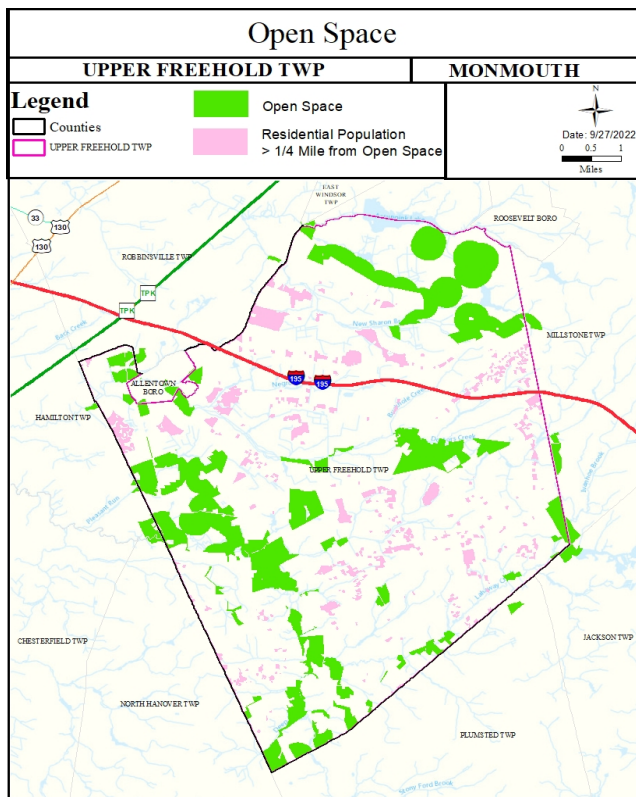 Open Space
UPPER FREEHOLD TWP
MONMOUTH
Legend
Counties
UPPER FREEHOLD TWP
Open Space
Residential Population
> 1/4 Mile from Open Space
N
Date: 9/27/2022
0 0.5 1
Miles
EAST
WINDSOR
TWP
ROOSEVELT BORO
33
130
130
ROBBINSVILLE TWP
TPK
TPK
New Sharon
MILLSTONE TWP
195
195
ALLENTOWN
BORO
HAMILTON TWP
UPPER FREEHOLD TWP
CHESTERFIELD TWP
JACKSON TWP
NORTH HANOVER TWP
PLUMSTED TWP